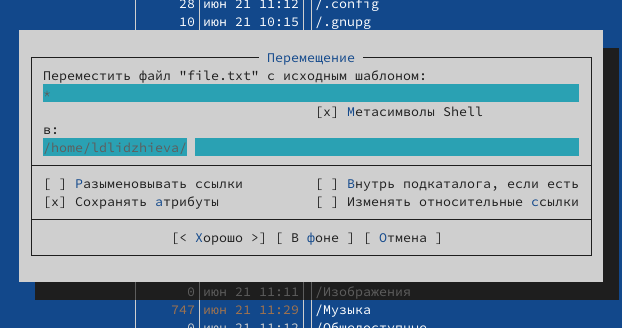 28 июн 21 11:12 /.config
10 июн 21 10:15 /.gnupg
Перемещение
Переместить файл "file.txt" с исходным шаблоном:
*
[x] Метасимволы Shell
в:
/home/ldlidzhieva/
[ ] Разыменовывать ссылки [ ] Внутрь подкаталога, если есть
[x] Сохранять атрибуты [ ] Изменять относительные ссылки
[< Хорошо >] [ В фоне ] [ Отмена ]
0 июн 21 11:11 /Изображения
747 июн 21 11:29 /Музыка
0 июн 21 11:12 /Общедоступные